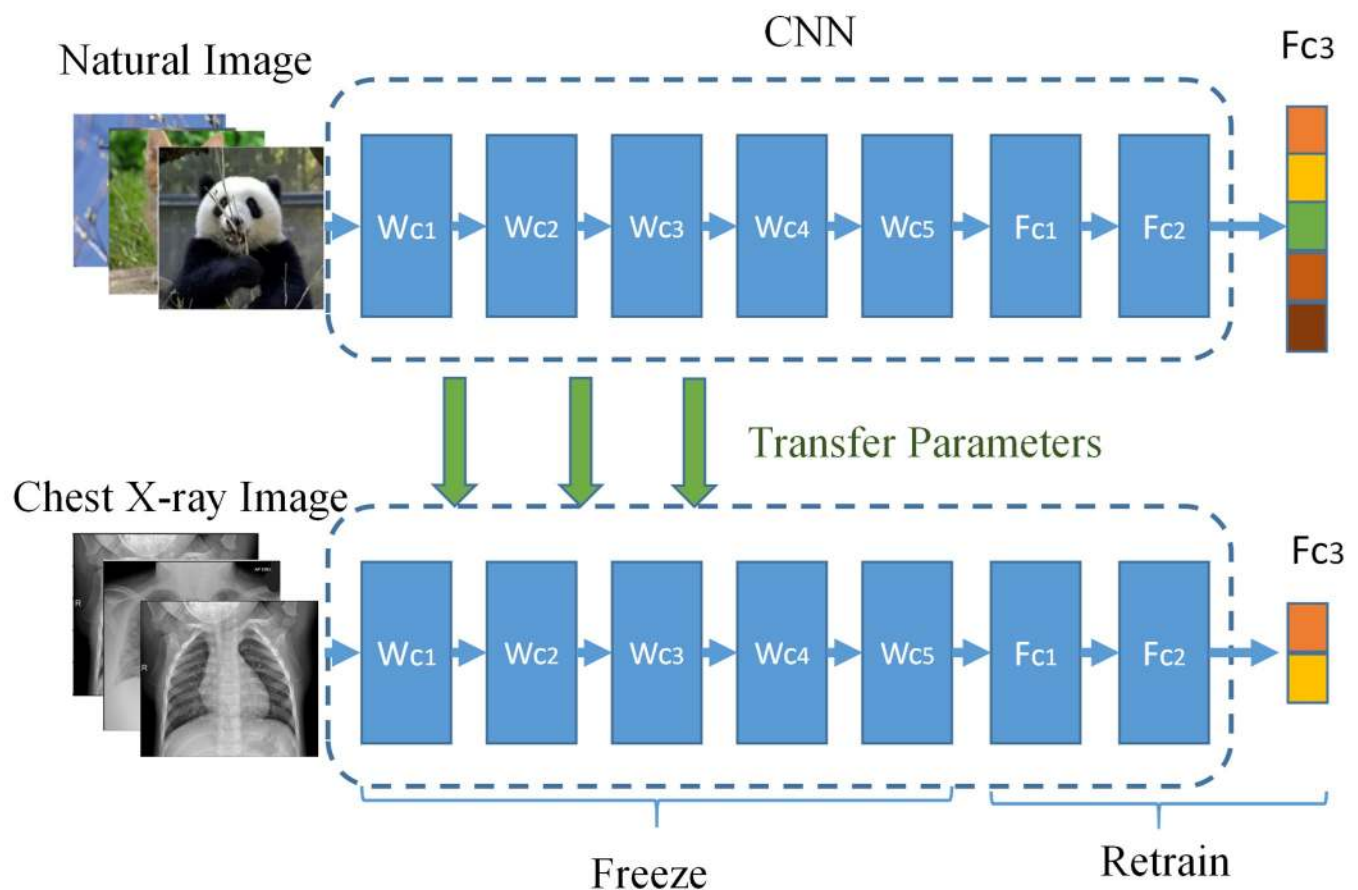 CNN
Natural Image
Fc3
Wc1
Wc2
Wc3
Wc4
Wc5
Fc1
Fc2
Transfer Parameters
Chest X-ray Image
Fc3
R
R
Wc1
Wc2
Wc3
Wc4
Wc5
Fc1
Fc2
Freeze
Retrain